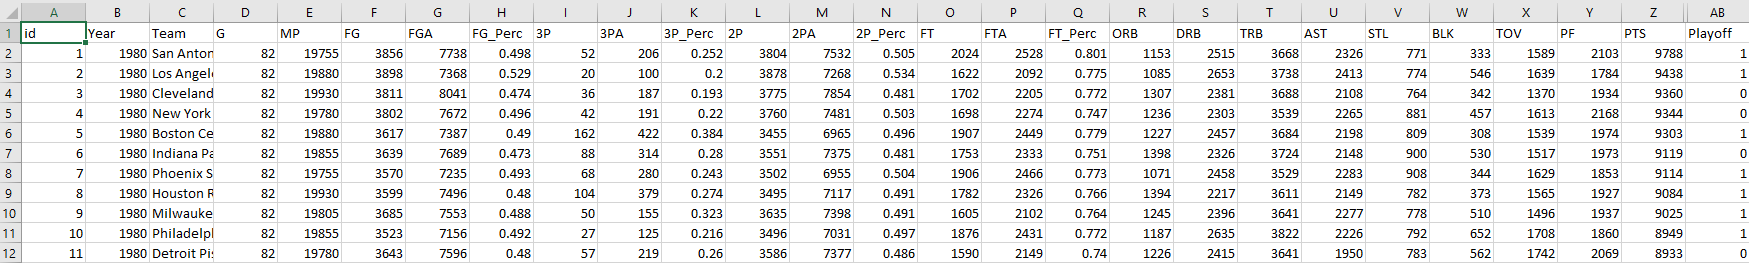 A B C D E F G H I J K L M N O P Q R S T U V W X Y Z AB
1 id Year Team G MP FG FGA FG_Perc 3P 3PA 3P_Perc 2P 2PA 2P_Perc FT FTA FT_Perc ORB DRB TRB AST STL BLK TOV PF PTS Playoff
2 1 1980 San Anton 82 19755 3856 7738 0.498 52 206 0.252 3804 7532 0.505 2024 2528 0.801 1153 2515 3668 2326 771 333 1589 2103 9788 1
3 2 1980 Los Angel 82 19880 3898 7368 0.529 20 100 0.2 3878 7268 0.534 1622 2092 0.775 1085 2653 3738 2413 774 546 1639 1784 9438 1
4 3 1980 Cleveland 82 19930 3811 8041 0.474 36 187 0.193 3775 7854 0.481 1702 2205 0.772 1307 2381 3688 2108 764 342 1370 1934 9360 0
5 4 1980 New York 82 19780 3802 7672 0.496 42 191 0.22 3760 7481 0.503 1698 2274 0.747 1236 2303 3539 2265 881 457 1613 2168 9344 0
6 5 1980 Boston Ce 82 19880 3617 7387 0.49 162 422 0.384 3455 6965 0.496 1907 2449 0.779 1227 2457 3684 2198 809 308 1539 1974 9303 1
7 6 1980 Indiana Pa 82 19855 3639 7689 0.473 88 314 0.28 3551 7375 0.481 1753 2333 0.751 1398 2326 3724 2148 900 530 1517 1973 9119 0
8 7 1980 Phoenix S 82 19755 3570 7235 0.493 68 280 0.243 3502 6955 0.504 1906 2466 0.773 1071 2458 3529 2283 908 344 1629 1853 9114 1
9 8 1980 Houston R 82 19930 3599 7496 0.48 104 379 0.274 3495 7117 0.491 1782 2326 0.766 1394 2217 3611 2149 782 373 1565 1927 9084 1
10 9 1980 Milwauke 82 19805 3685 7553 0.488 50 155 0.323 3635 7398 0.491 1605 2102 0.764 1245 2396 3641 2277 778 510 1496 1937 9025 1
11 10 1980 Philadelp 82 19855 3523 7156 0.492 27 125 0.216 3496 7031 0.497 1876 2431 0.772 1187 2635 3822 2226 792 652 1708 1860 8949 1
12 11 1980 Detroit Pi 82 19780 3643 7596 0.48 57 219 0.26 3586 7377 0.486 1590 2149 0.74 1226 2415 3641 1950 783 562 1742 2069 8933 0